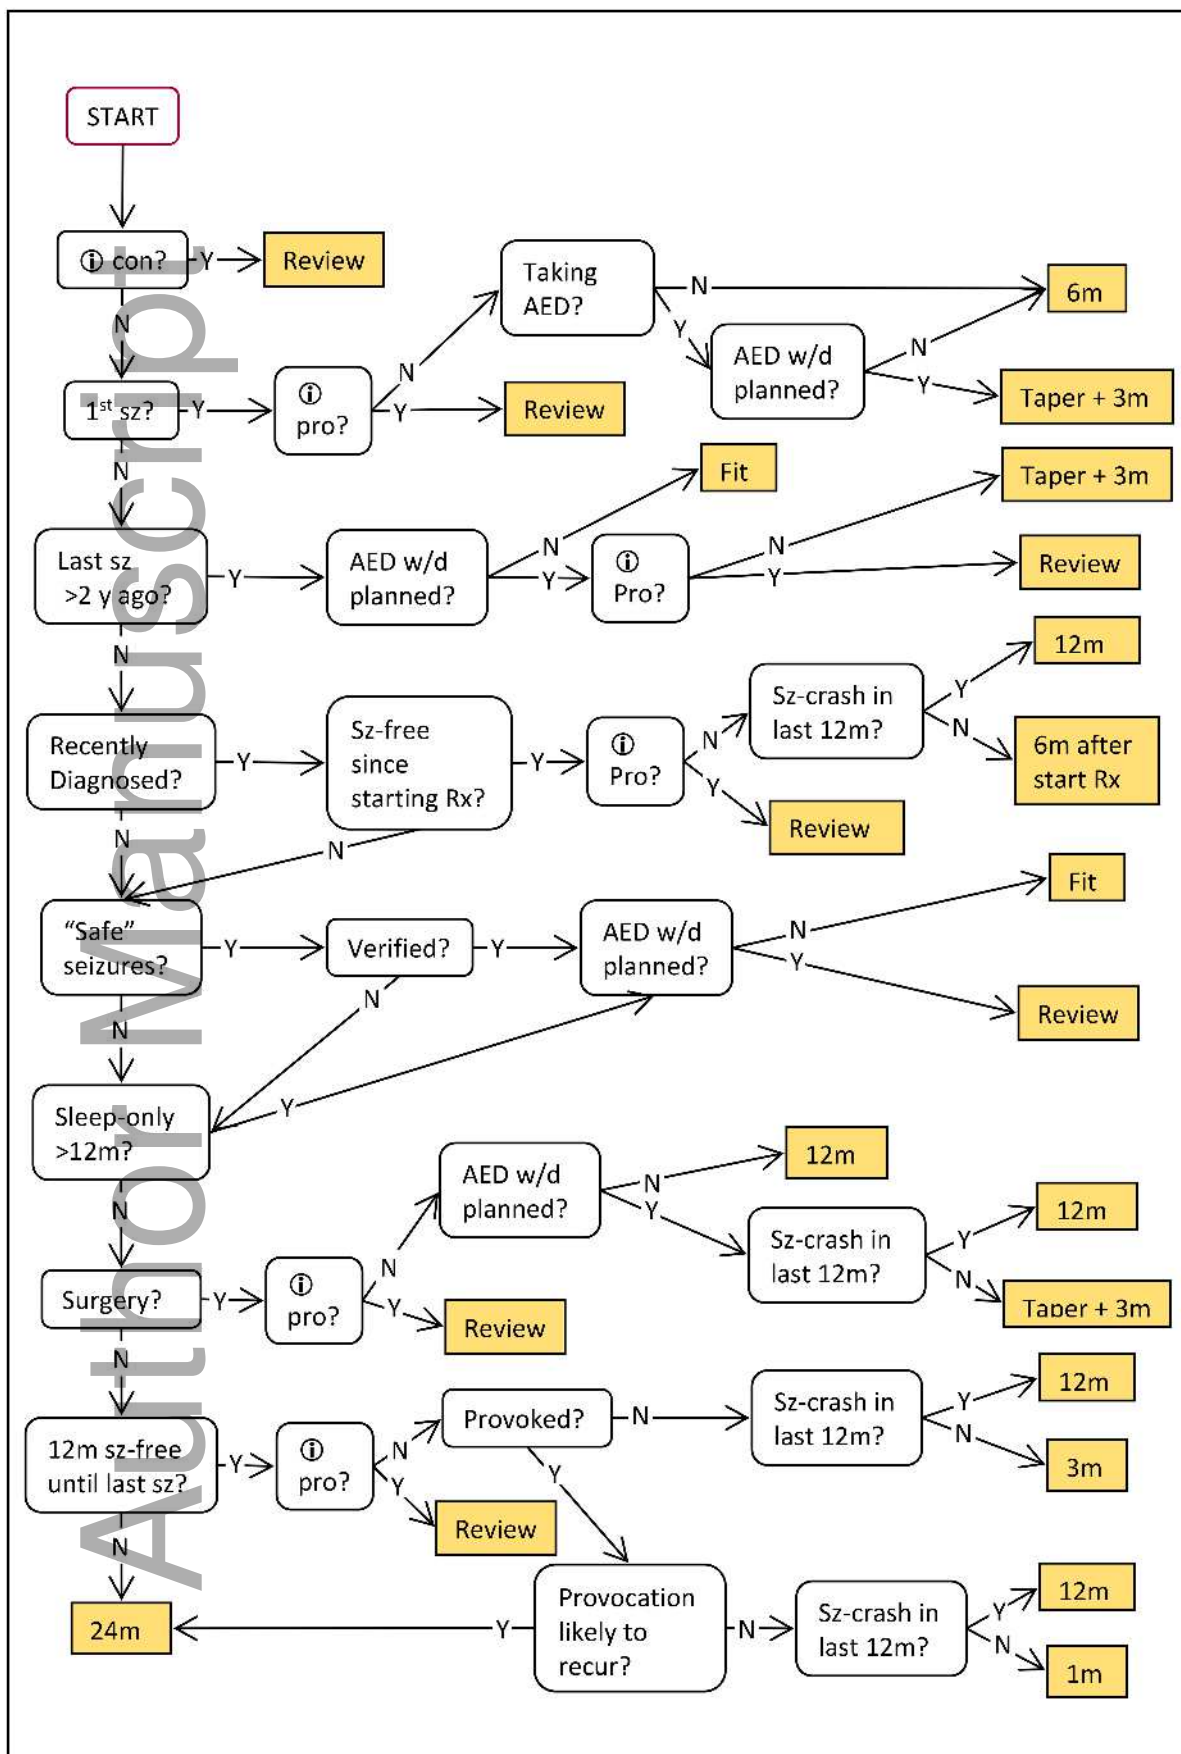 START
ⓘ con?
Y
Review
N
1st sz?
Y
ⓘ
pro?
N
Y
Review
Taking
AED?
N
6m
Y
AED w/d
planned?
N
Y
Taper + 3m
N
Last sz
>2 y ago?
Y
AED w/d
planned?
N
Fit
Y
ⓘ
Pro?
N
Taper + 3m
Y
Review
N
Recently
Diagnosed?
Y
Sz-free
since
starting Rx?
Y
ⓘ
Pro?
N
Sz-crash in
last 12m?
Y
12m
N
6m after
start Rx
Y
Review
N
N
"Safe"
seizures?
Y
Verified?
Y
AED w/d
planned?
N
Fit
Y
Review
N
N
Sleep-only
>12m?
Y
N
Surgery?
Y
ⓘ
pro?
N
AED w/d
planned?
N
12m
Y
Sz-crash in
last 12m?
Y
12m
N
Taper + 3m
Y
Review
N
12m sz-free
until last sz?
Y
ⓘ
pro?
N
Provoked?
N
Sz-crash in
last 12m?
Y
12m
N
3m
Y
Review
Y
N
24m
Y
Provocation
likely to
recur?
N
Sz-crash in
last 12m?
Y
12m
N
1m
Author Manuscript